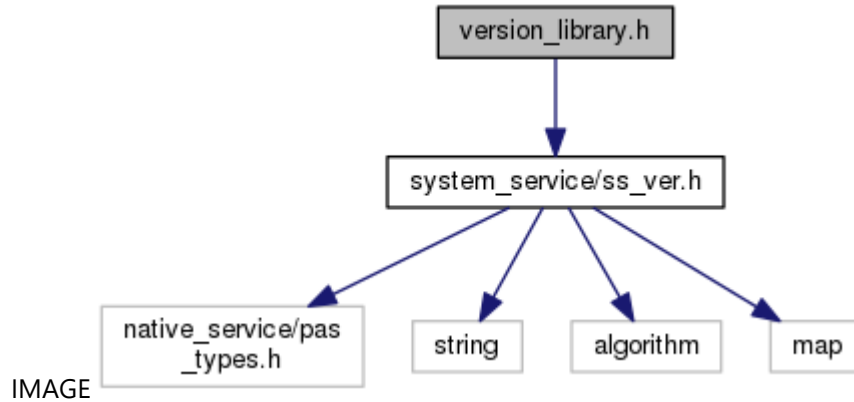 version_library.h
system_service/ss_ver.h
native_service/pas
_types.h
string
algorithm
map
IMAGE